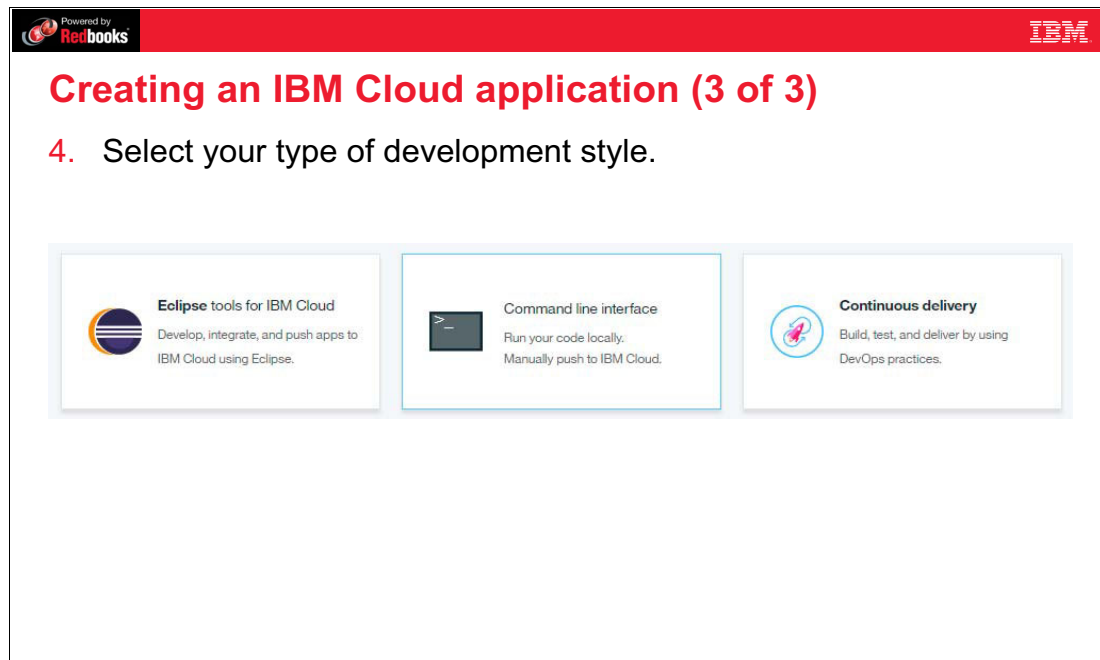 Powered by
Redbooks
IBM.
Creating an IBM Cloud application (3 of 3)
4. Select your type of development style.
Eclipse tools for IBM Cloud
Develop, integrate, and push apps to
IBM Cloud using Eclipse.
>_
Command line interface
Run your code locally.
Manually push to IBM Cloud.
Continuous delivery
Build, test, and deliver by using
DevOps practices.